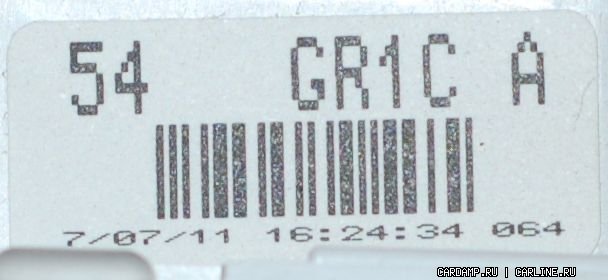 54 GR1C A
7/07/11 16:24:34 064
CARDAMP.RU | CARLINE.RU